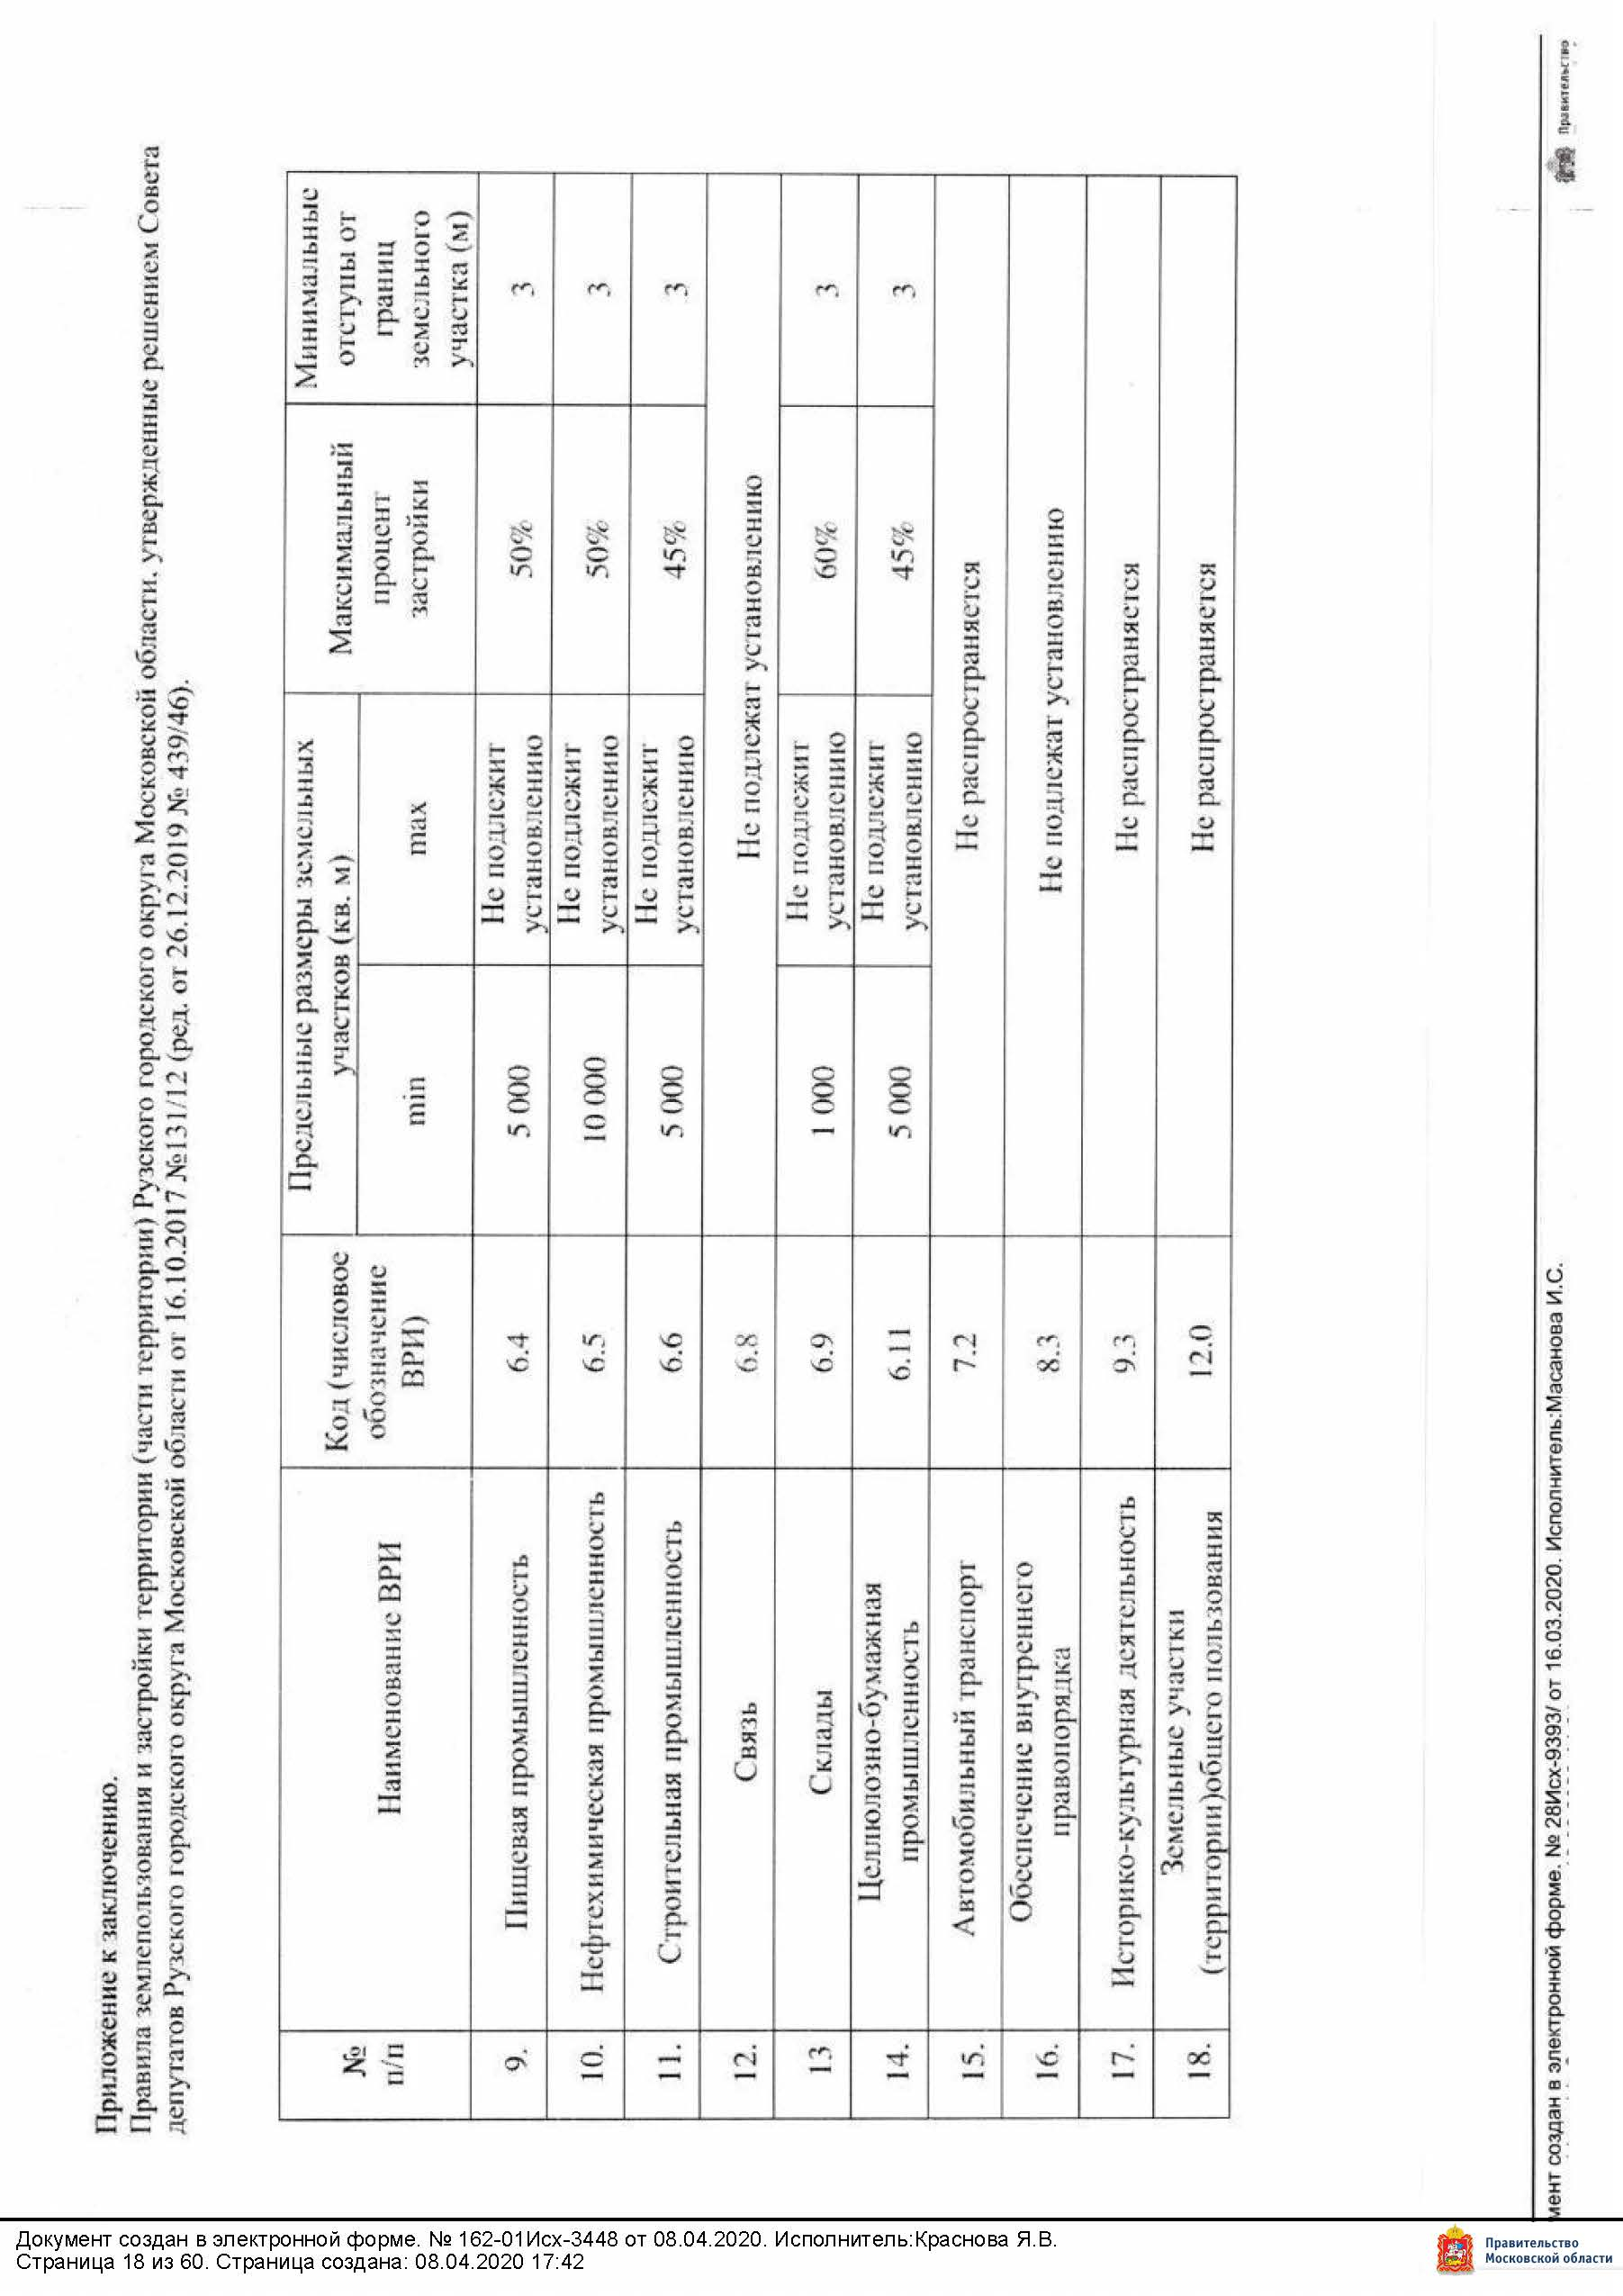 Приложение к заключению.
Правила землепользования и застройки территории (части территории) Рузского городского округа Московской области, утвержденные решением Совета
депутатов Рузского городского округа Московской области от 16.10.2017 №131/12 (ред. от 26.12.2019 № 439/46).
№ п/п
Наименование ВРИ
Код (числовое обозначение ВРИ)
Предельные размеры земельных участков (кв. м)
min
max
Максимальный процент застройки
Минимальные отступы от границ земельного участка (м)
9. Пищевая промышленность 6.4 5 000 Не подлежит установлению 50% 3
10. Нефтехимическая промышленность 6.5 10 000 Не подлежит установлению 50% 3
11. Строительная промышленность 6.6 5 000 Не подлежит установлению 45% 3
12. Связь 6.8 Не подлежат установлению
13 Склады 6.9 1 000 Не подлежит установлению 60% 3
14. Целлюлозно-бумажная промышленность 6.11 5 000 Не подлежит установлению 45% 3
15. Автомобильный транспорт 7.2 Не распространяется
16. Обеспечение внутреннего правопорядка 8.3 Не подлежат установлению
17. Историко-культурная деятельность 9.3 Не распространяется
18. Земельные участки (территории)общего пользования 12.0 Не распространяется
мент создан в электронной форме. № 28Исх-9393/ от 16.03.2020. Исполнитель:Масанова И.С.
Правительство
Документ создан в электронной форме. № 162-01Исх-3448 от 08.04.2020. Исполнитель:Краснова Я.В.
Страница 18 из 60. Страница создана: 08.04.2020 17:42
Правительство
Московской области